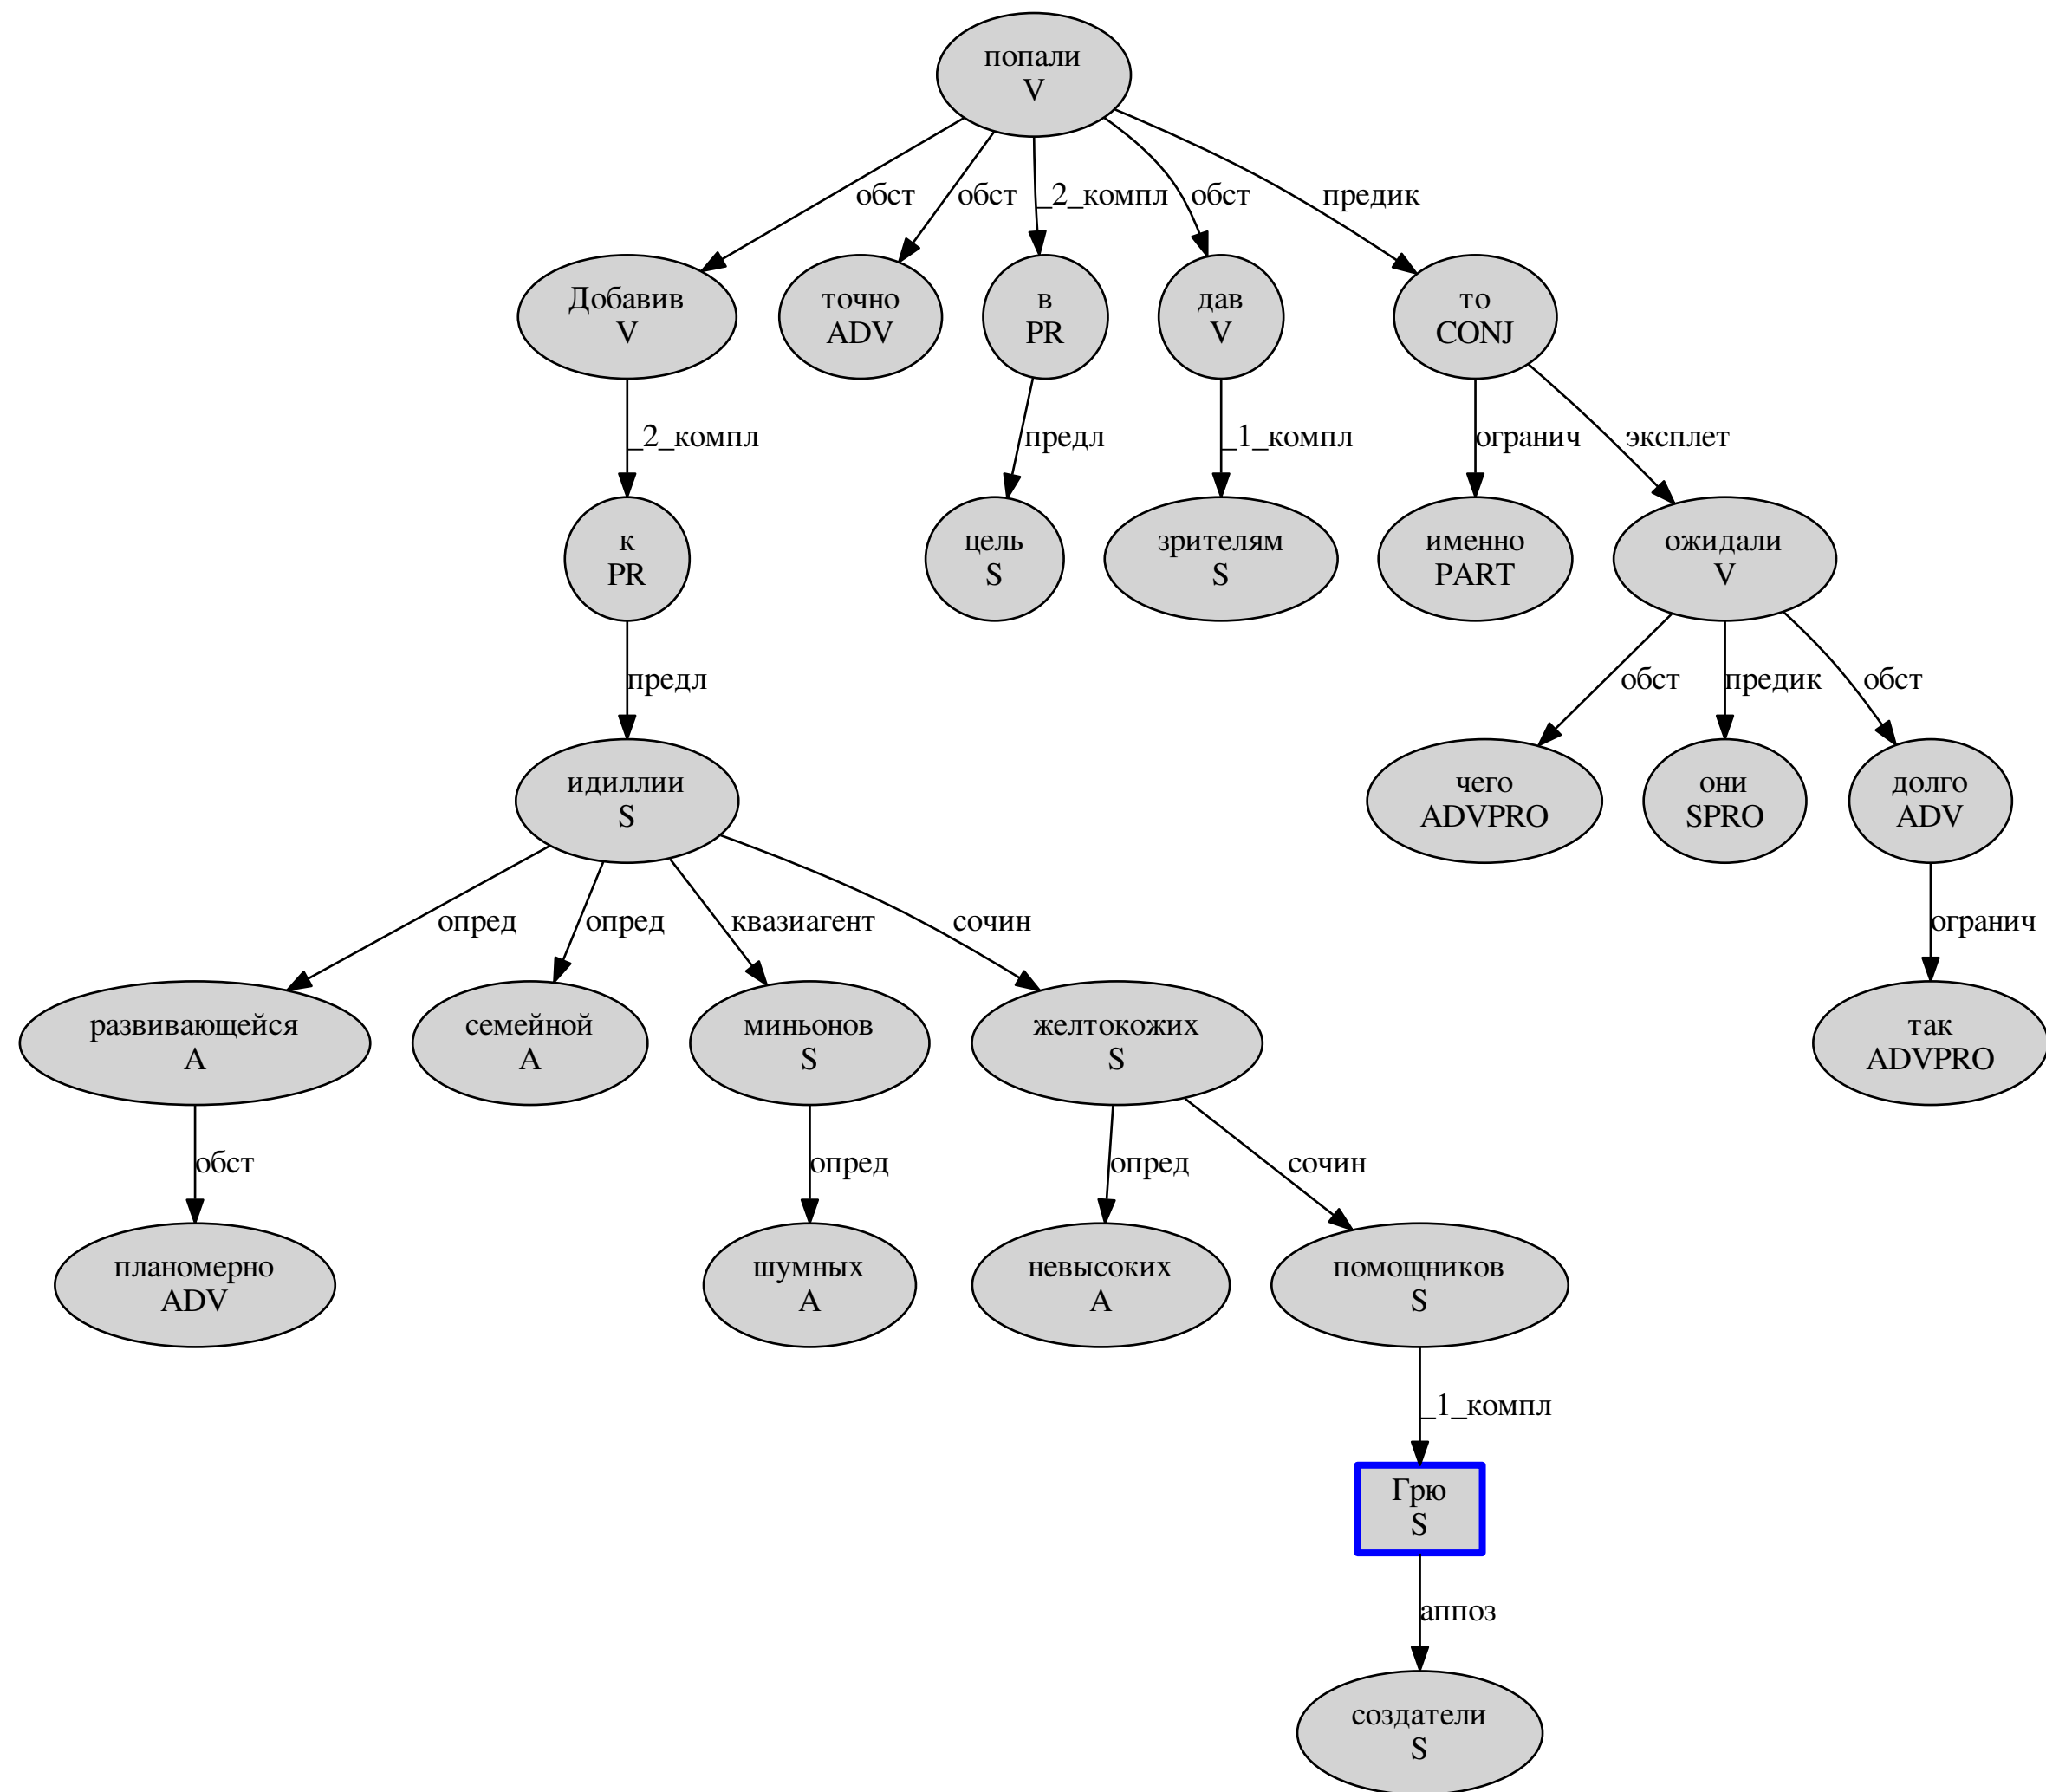 попали
V
обст
обст
_2_компл
обст
предик
Добавив
V
точно
ADV
в
PR
дав
V
то
CONJ
_2_компл
предл
_1_компл
огранич
эксплет
к
PR
цель
S
зрителям
S
именно
PART
ожидали
V
предл
обст
предик
обст
идиллии
S
чего
ADVPRO
они
SPRO
долго
ADV
опред
опред
квазиагент
сочин
огранич
развивающейся
A
семейной
A
миньонов
S
желтокожих
S
так
ADVPRO
обст
опред
опред
сочин
планомерно
ADV
шумных
A
невысоких
A
помощников
S
_1_компл
Грю
S
аппоз
создатели
S